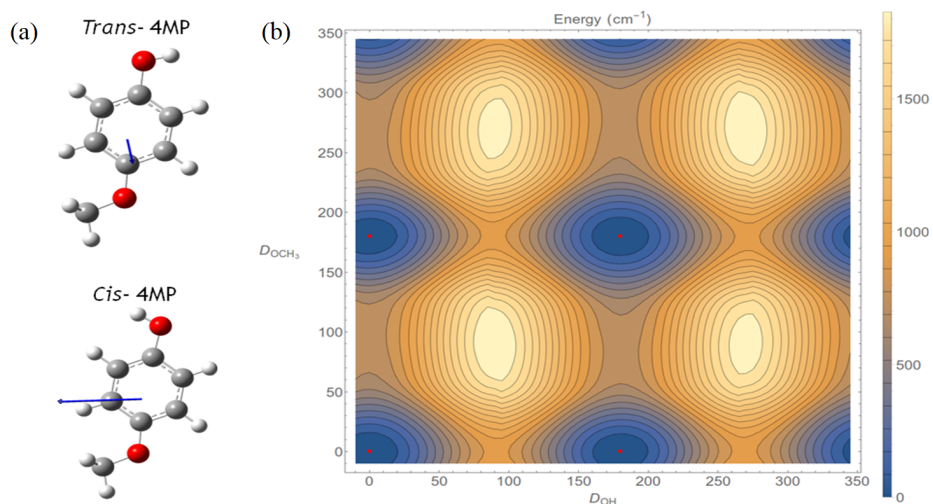 (a)
Trans- 4MP
Cis- 4MP
(b)
Energy (cm⁻¹)
350
300
250
200
150
100
50
0
D_OCH₃
0 50 100 150 200 250 300 350
D_OH
1500
1000
500
0